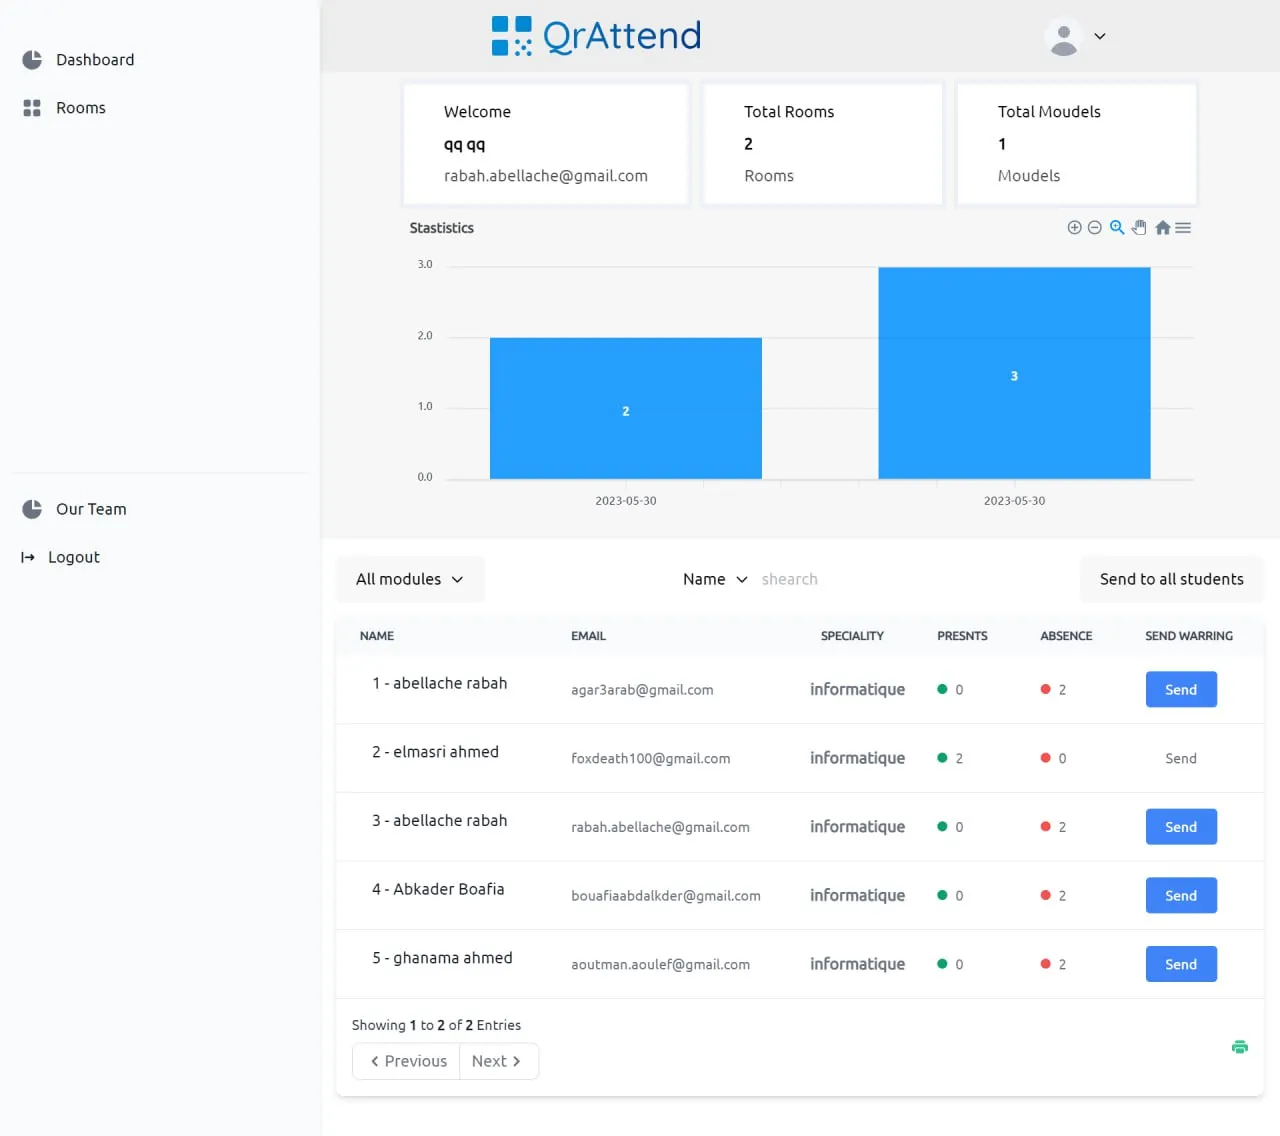 Dashboard
Rooms
Our Team
Logout
QrAttend
Welcome
qq qq
rabah.abellache@gmail.com
Total Rooms
2
Rooms
Total Moudels
1
Moudels
Stastistics
3.0
2.0
1.0
0.0
2
3
2023-05-30 2023-05-30
All modules Name shearch Send to all students
NAME EMAIL SPECIALITY PRESNTS ABSENCE SEND WARRING
1 - abellache rabah agar3arab@gmail.com informatique 0 2 Send
2 - elmasri ahmed foxdeath100@gmail.com informatique 2 0 Send
3 - abellache rabah rabah.abellache@gmail.com informatique 0 2 Send
4 - Abkader Boafia bouafiaabdalkder@gmail.com informatique 0 2 Send
5 - ghanama ahmed aoutman.aoulef@gmail.com informatique 0 2 Send
Showing 1 to 2 of 2 Entries
Previous Next